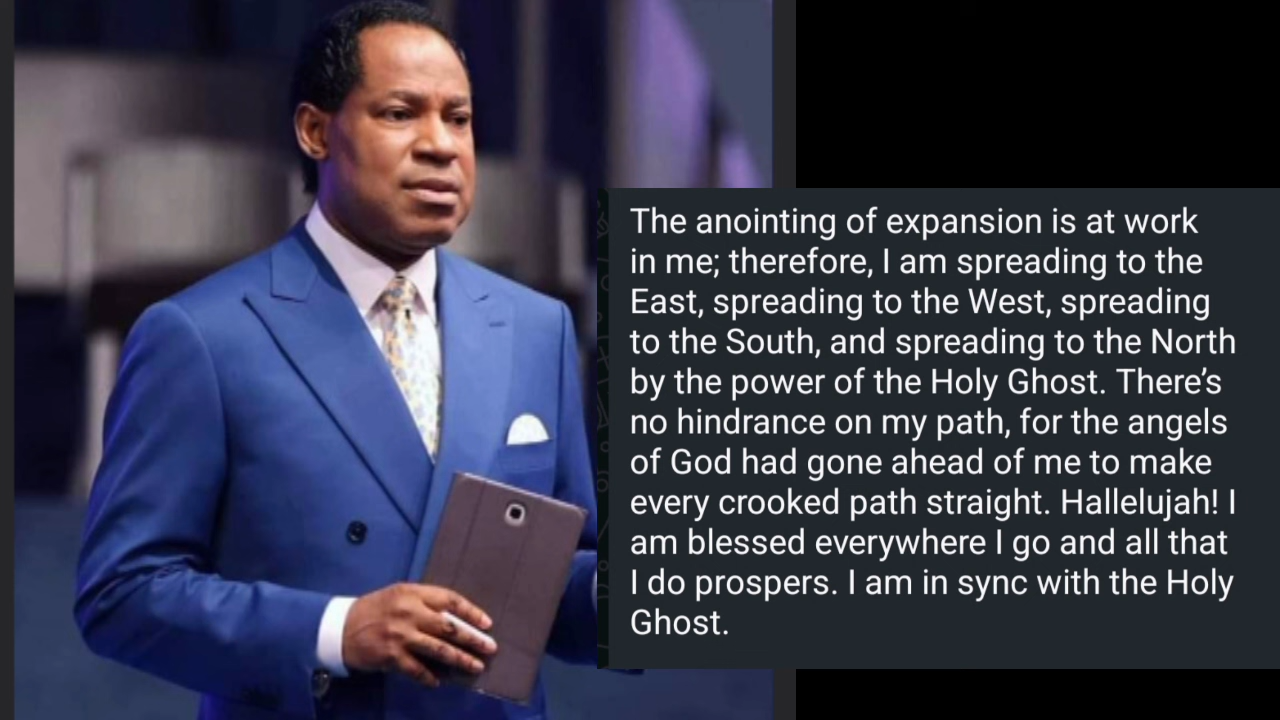 The anointing of expansion is at work
in me; therefore, I am spreading to the
East, spreading to the West, spreading
to the South, and spreading to the North
by the power of the Holy Ghost. There’s
no hindrance on my path, for the angels
of God had gone ahead of me to make
every crooked path straight. Hallelujah! I
am blessed everywhere I go and all that
I do prospers. I am in sync with the Holy
Ghost.